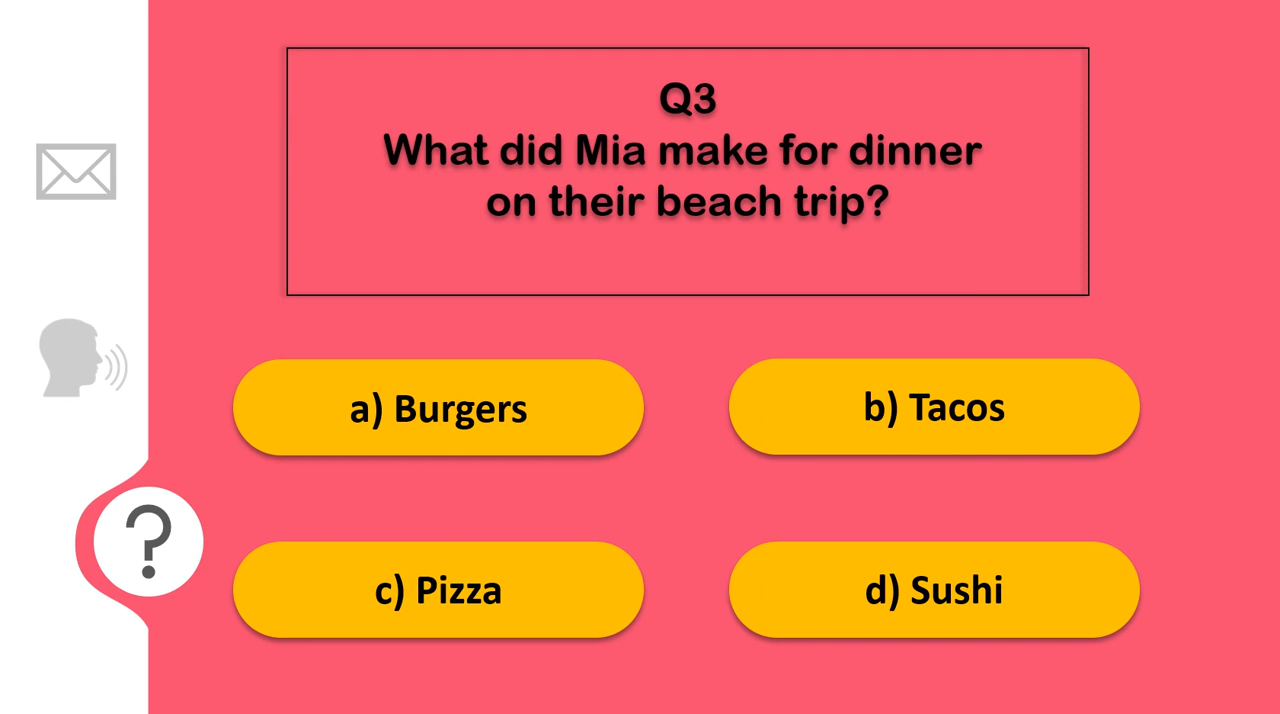 Q3
What did Mia make for dinner
on their beach trip?
a) Burgers
b) Tacos
c) Pizza
d) Sushi